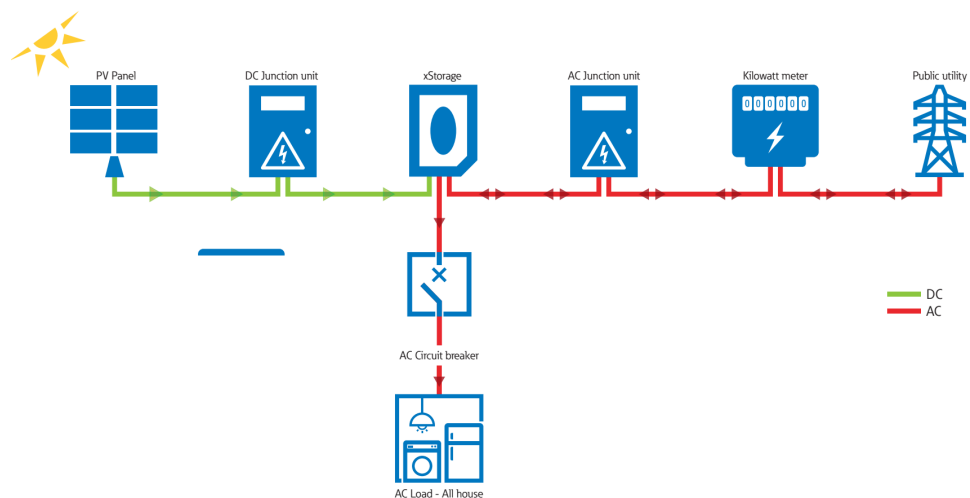 PV Panel
DC Junction unit
xStorage
AC Junction unit
Kilowatt meter
Public utility
000000
DC
AC
AC Circuit breaker
AC Load - All house